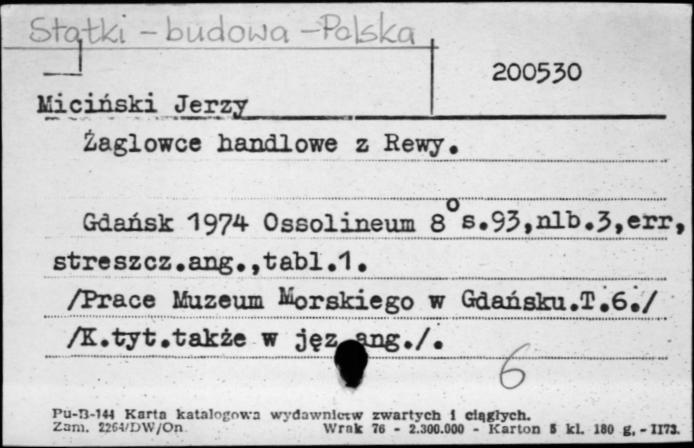 Statki - budowa - Polska
200530
Miciński Jerzy
Żaglowce handlowe z Rewy.
Gdańsk 1974 Ossolineum 8° s.93,nlb.3,err,
streszcz.ang.,tabl.1.
/Prace Muzeum Morskiego w Gdańsku.T.6./
/K.tyt.także w jęz ang./.
6
Pu-B-144 Karta katalogowa wydawnictw zwartych i ciągłych.
Zam. 2264/DW/On Wrak 76 - 2.300.000 - Karton 5 kl. 180 g, - II73.